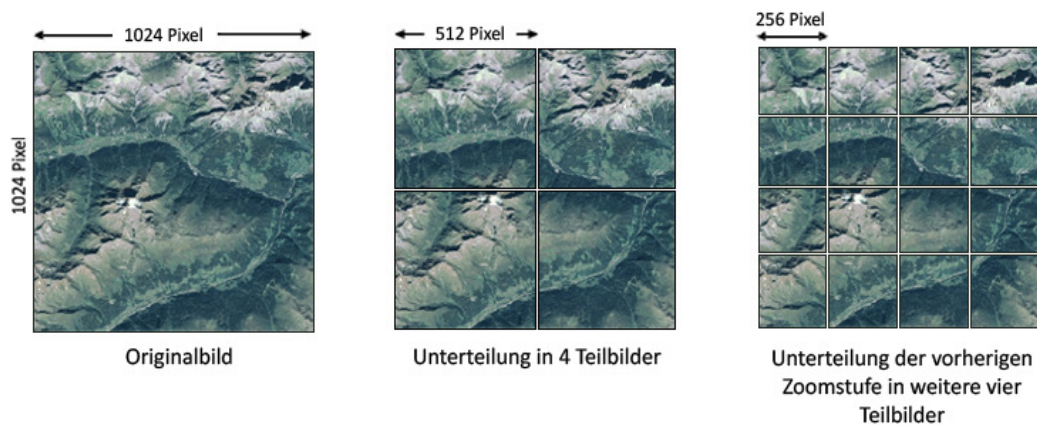 1024 Pixel
1024 Pixel
Originalbild
512 Pixel
Unterteilung in 4 Teilbilder
256 Pixel
Unterteilung der vorherigen
Zoomstufe in weitere vier
Teilbilder